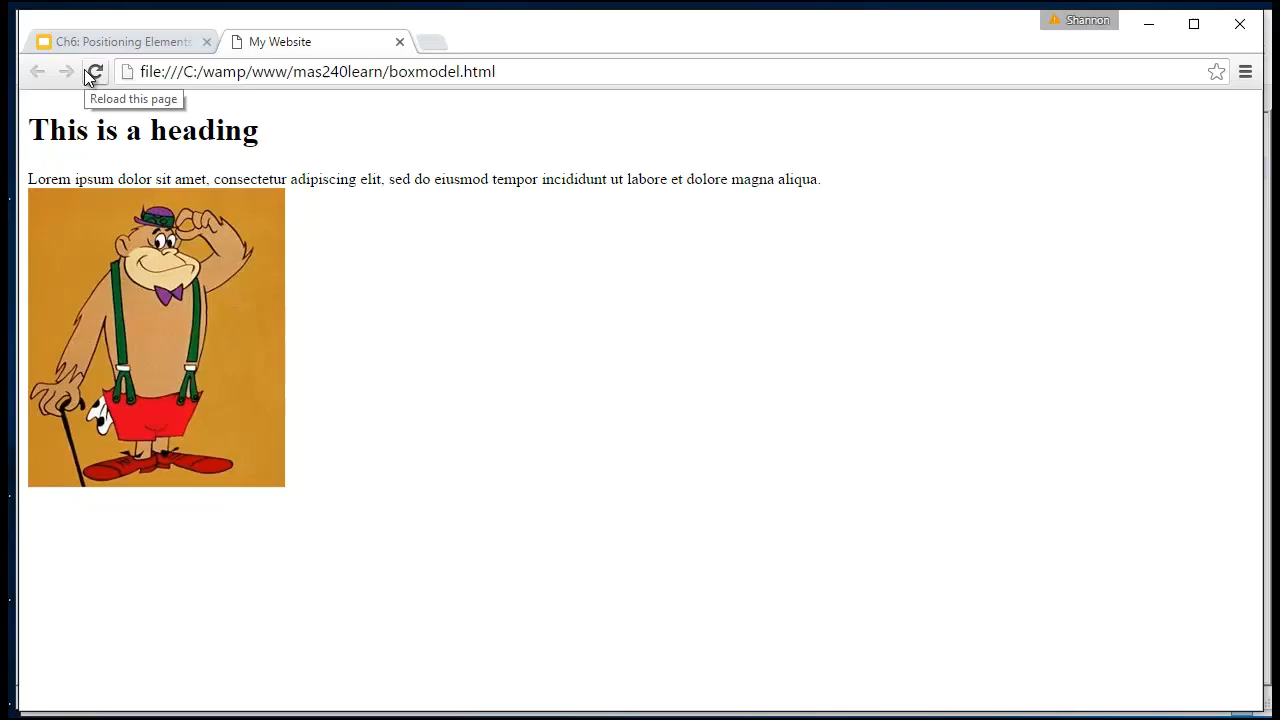 Shannon
Ch6: Positioning Elements
My Website
file:///C:/wamp/www/mas240learn/boxmodel.html
Reload this page
This is a heading
Lorem ipsum dolor sit amet, consectetur adipiscing elit, sed do eiusmod tempor incididunt ut labore et dolore magna aliqua.